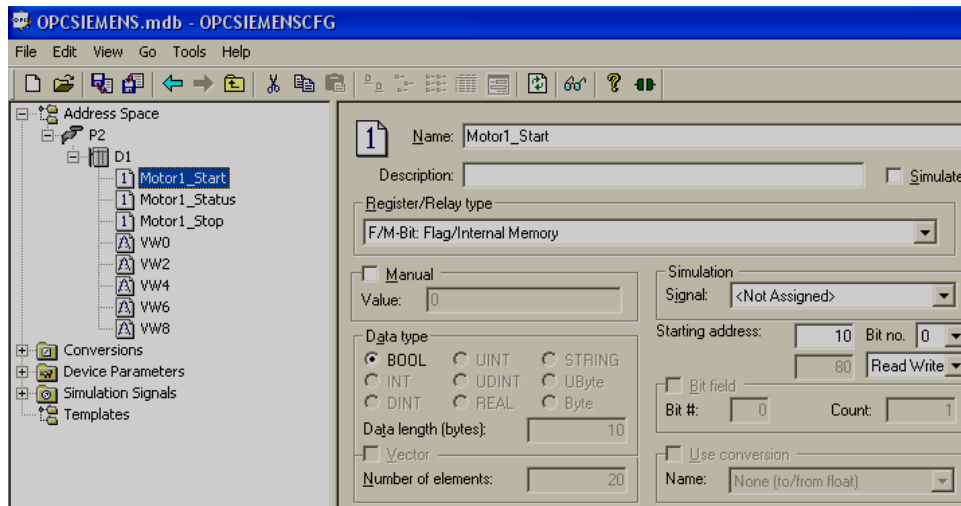 OPCSIEMENS.mdb - OPCSIEMENSCFG
File Edit View Go Tools Help
Address Space
P2
D1
Motor1_Start
Motor1_Status
Motor1_Stop
VW0
VW2
VW4
VW6
VW8
Conversions
Device Parameters
Simulation Signals
Templates
1 Name: Motor1_Start
Description: Simulate
Register/Relay type
F/M-Bit: Flag/Internal Memory
Manual
Value: 0
Simulation
Signal: <Not Assigned>
Data type
BOOL UINT STRING
INT UDINT UByte
DINT REAL Byte
Data length (bytes): 10
Vector
Number of elements: 20
Starting address: 10 Bit no. 0
80 Read Write
Bit field
Bit #: 0 Count: 1
Use conversion
Name: None (to/from float)